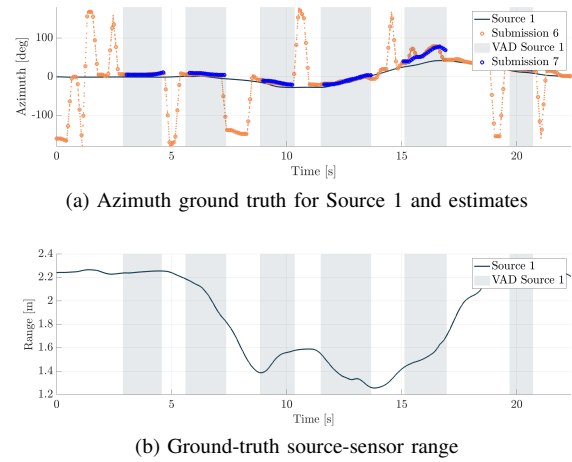 100
0
-100
Azimuth [deg]
0
5
10
15
20
Time [s]
Source 1
Submission 6
VAD Source 1
Submission 7
(a) Azimuth ground truth for Source 1 and estimates
2.4
2.2
2
1.8
1.6
1.4
1.2
Range [m]
0
5
10
15
20
Time [s]
Source 1
VAD Source 1
(b) Ground-truth source-sensor range